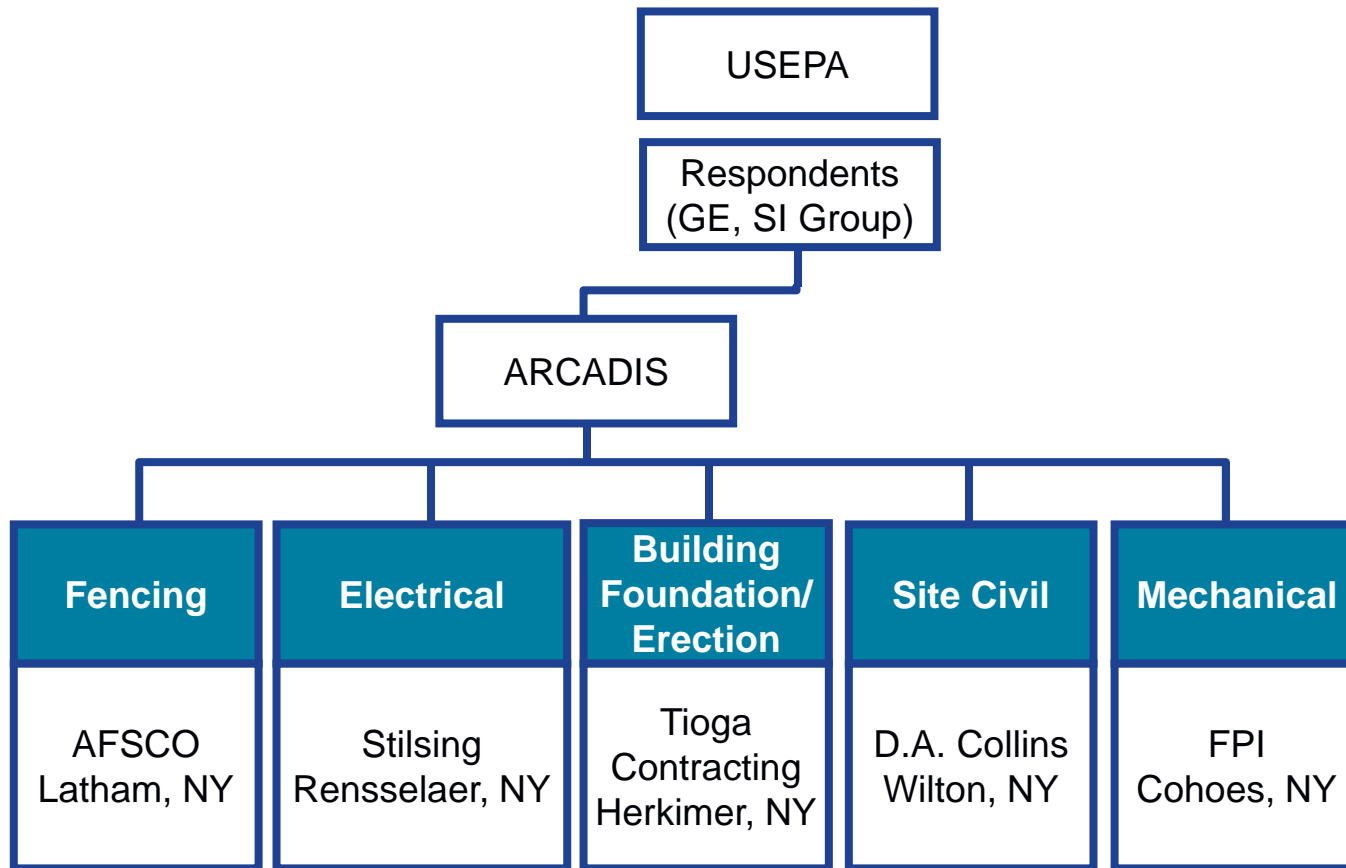 USEPA
Respondents
(GE, SI Group)
ARCADIS
Fencing
AFSCO
Latham, NY
Electrical
Stilsing
Rensselaer, NY
Building
Foundation/
Erection
Tioga
Contracting
Herkimer, NY
Site Civil
D.A. Collins
Wilton, NY
Mechanical
FPI
Cohoes, NY